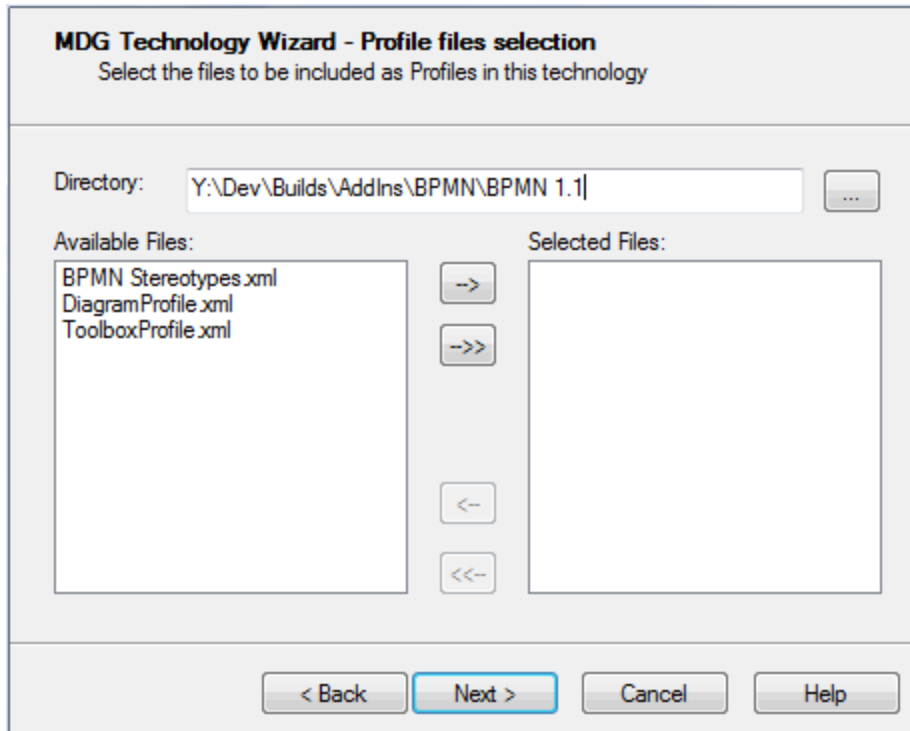 MDG Technology Wizard - Profile files selection
Select the files to be included as Profiles in this technology
Directory: Y:\Dev\Builds\AddIns\BPMN\BPMN 1.1 ...
Available Files: Selected Files:
BPMN Stereotypes.xml
DiagramProfile.xml
ToolboxProfile.xml
-->
-->>
<--
<<--
< Back Next > Cancel Help